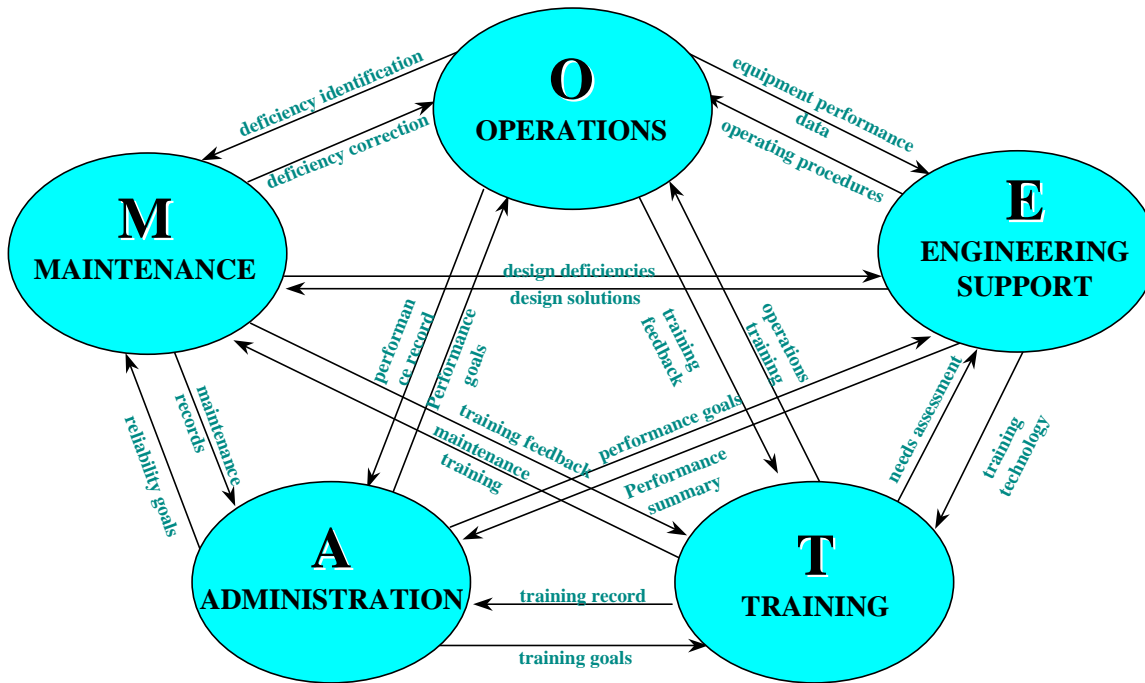 O
OPERATIONS
deficiency identification
deficiency correction
equipment performance
data
operating procedures
M
MAINTENANCE
E
ENGINEERING
SUPPORT
design deficiencies
design solutions
performan
ce record
Performance
goals
training
feedback
operations
training
maintenance
records
reliability goals
training feedback
maintenance
training
performance goals
Performance
summary
needs assessment
training
technology
A
ADMINISTRATION
T
TRAINING
training record
training goals